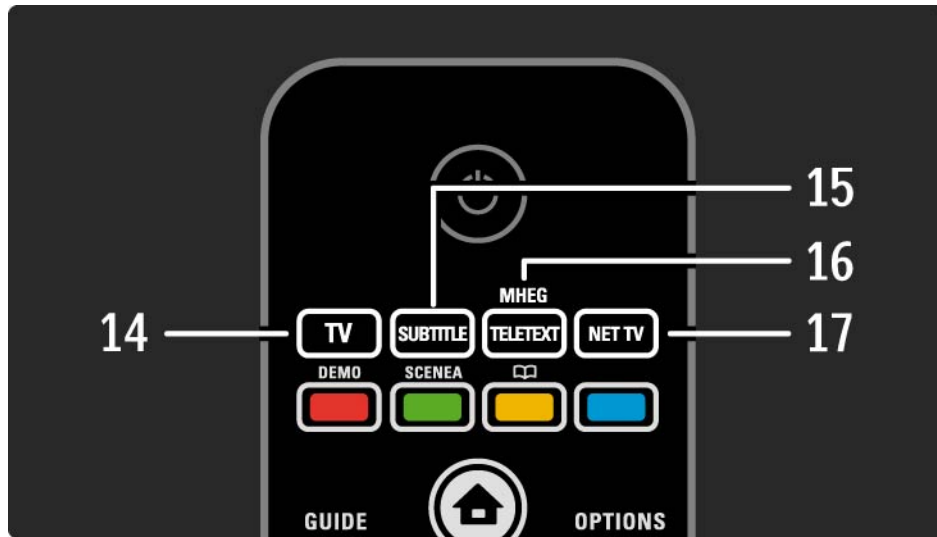 15
16
MHEG
14
TV SUBTITLE TELETEXT NET TV
17
DEMO SCENEA
GUIDE OPTIONS